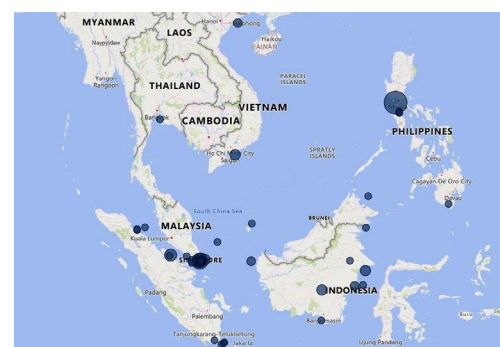 MYANMAR
Hanoi
LAOS
Haikou
HAINAN
Naypyidaw
Yangon
Rangoon
THAILAND
PARACEL
ISLANDS
VIETNAM
CAMBODIA
PHILIPPINES
Ho Chi
City
Saigon
SPRATLY
ISLANDS
Cebu
Cagayan De Oro City
Davao
South China Sea
BRUNEI
MALAYSIA
Kuala Lumpur
INDONESIA
Padang
Palembang
Tanjungkarang-Telukbetung
Jakarta
Ujung Pandang